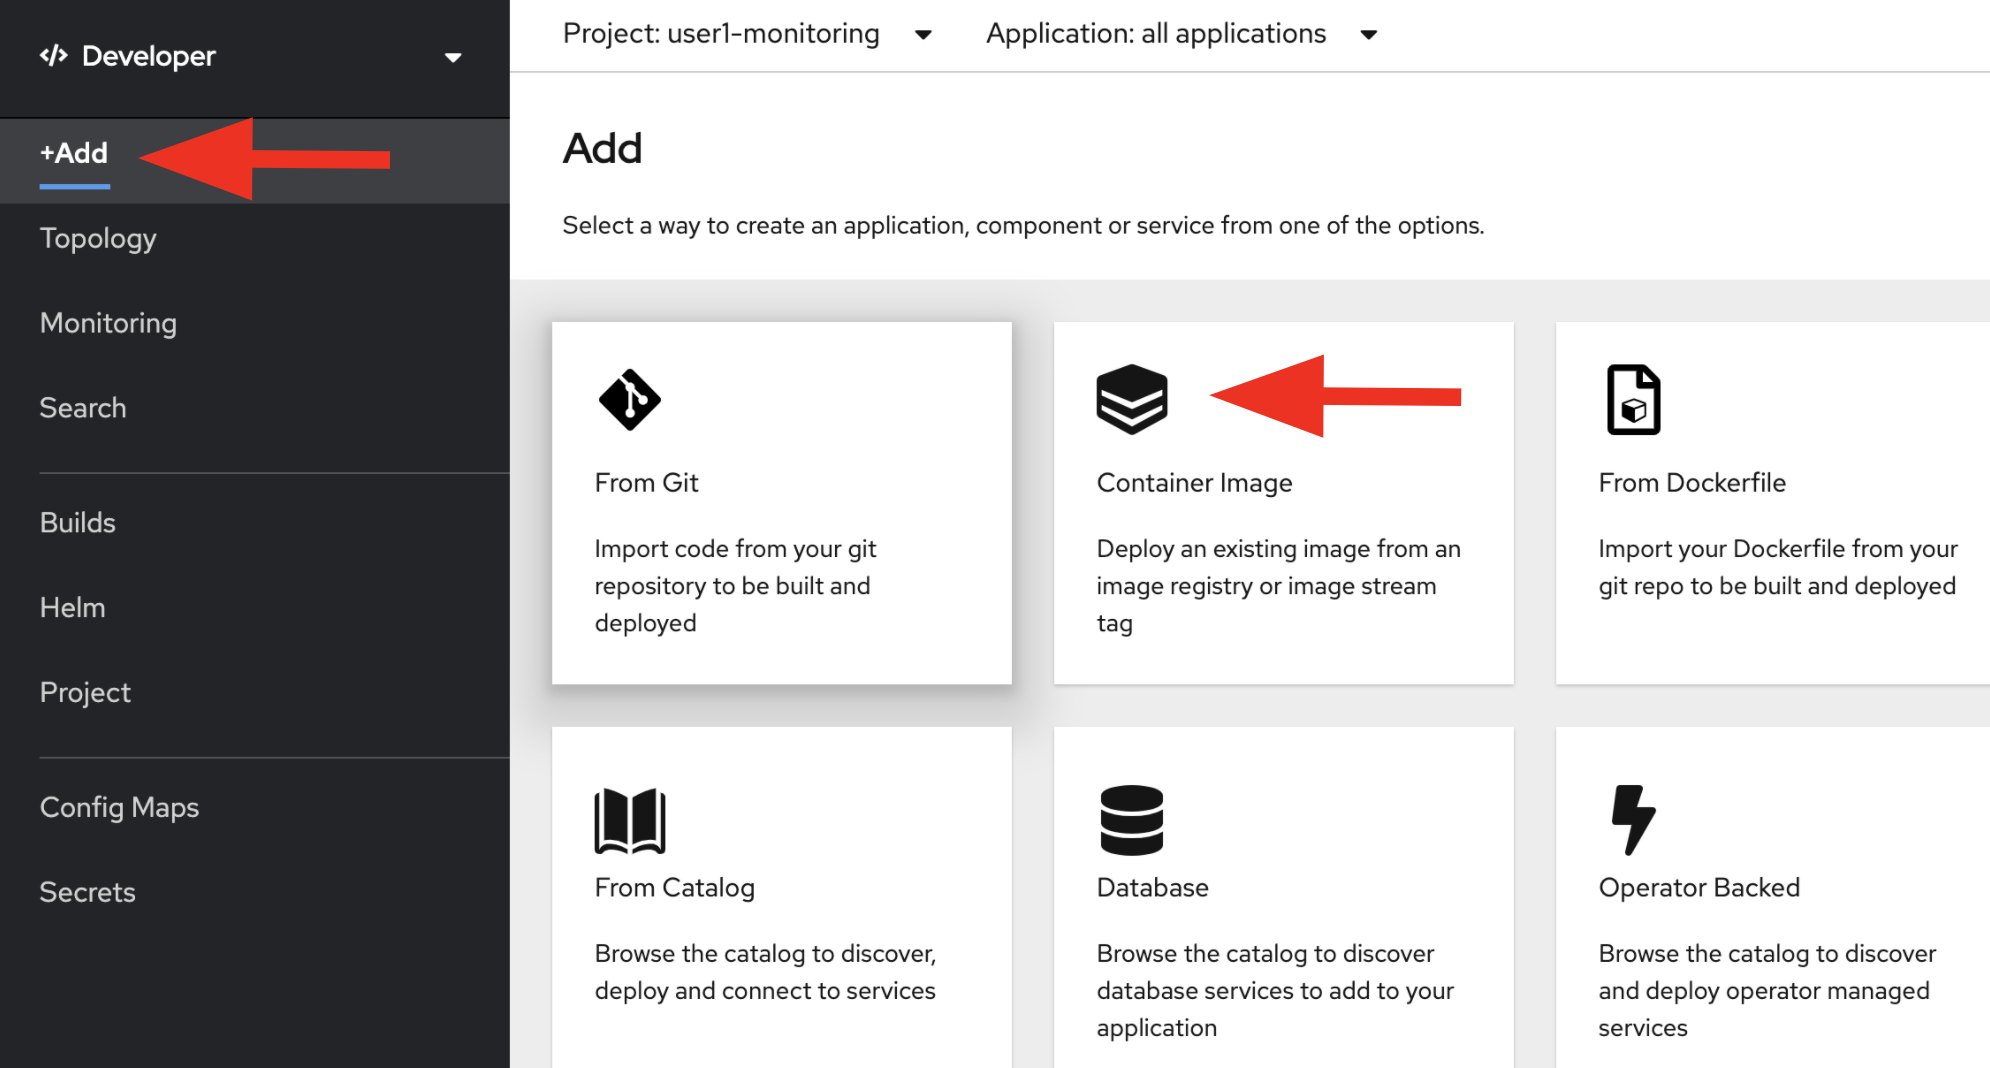 Developer
+Add
Topology
Monitoring
Search
Builds
Helm
Project
Config Maps
Secrets
Project: user1-monitoring
Application: all applications
Add
Select a way to create an application, component or service from one of the options.
From Git
Import code from your git
repository to be built and
deployed
Container Image
Deploy an existing image from an
image registry or image stream
tag
From Dockerfile
Import your Dockerfile from your
git repo to be built and deployed
From Catalog
Browse the catalog to discover,
deploy and connect to services
Database
Browse the catalog to discover
database services to add to your
application
Operator Backed
Browse the catalog to discover
and deploy operator managed
services